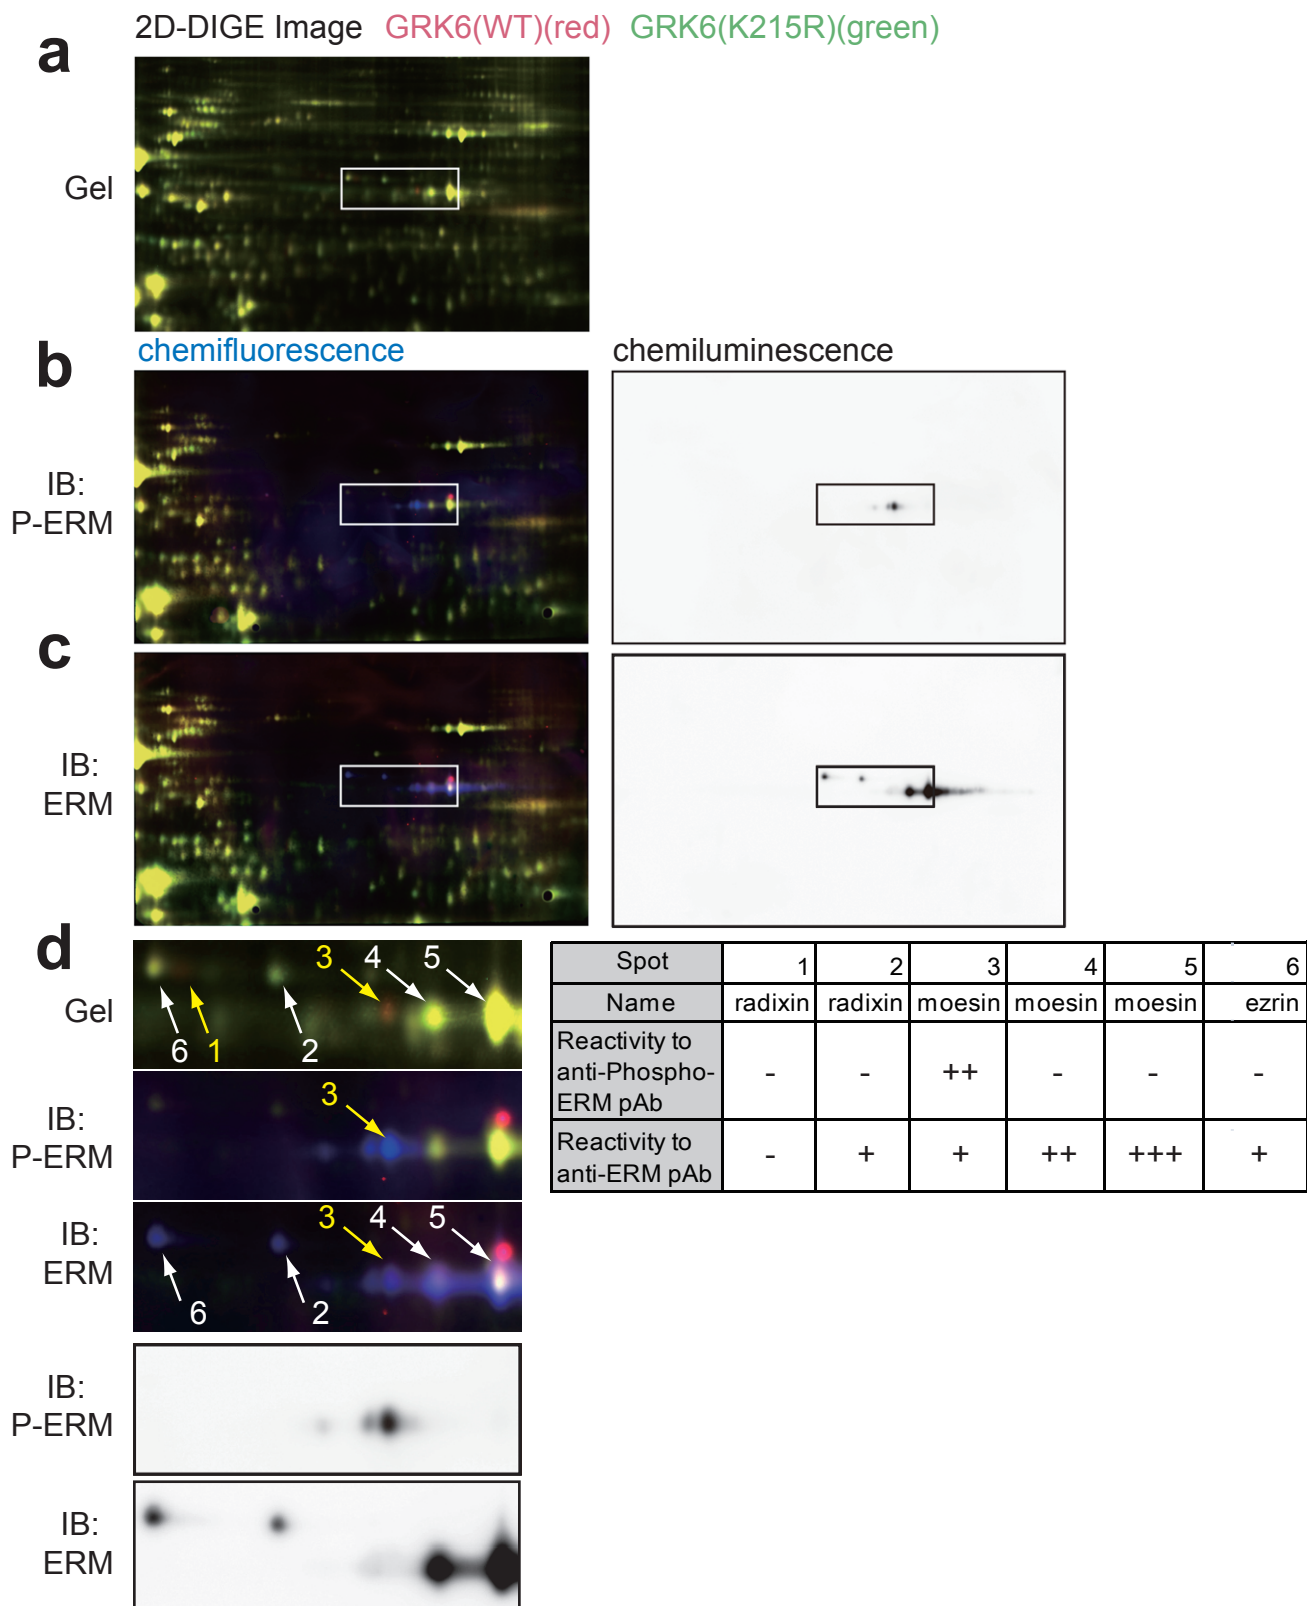 2D-DIGE Image GRK6(WT)(red) GRK6(K215R)(green)
a
Gel
b
chemifluorescence
chemiluminescence
IB:
P-ERM
c
IB:
ERM
d
Gel
3 4 5
6 1 2
IB:
P-ERM
3
IB:
ERM
3 4 5
6 2
IB:
P-ERM
IB:
ERM
Spot 1 2 3 4 5 6
Name radixin radixin moesin moesin moesin ezrin
Reactivity to
anti-Phospho-
ERM pAb
- - ++ - - -
Reactivity to
anti-ERM pAb
- + + ++ +++ +